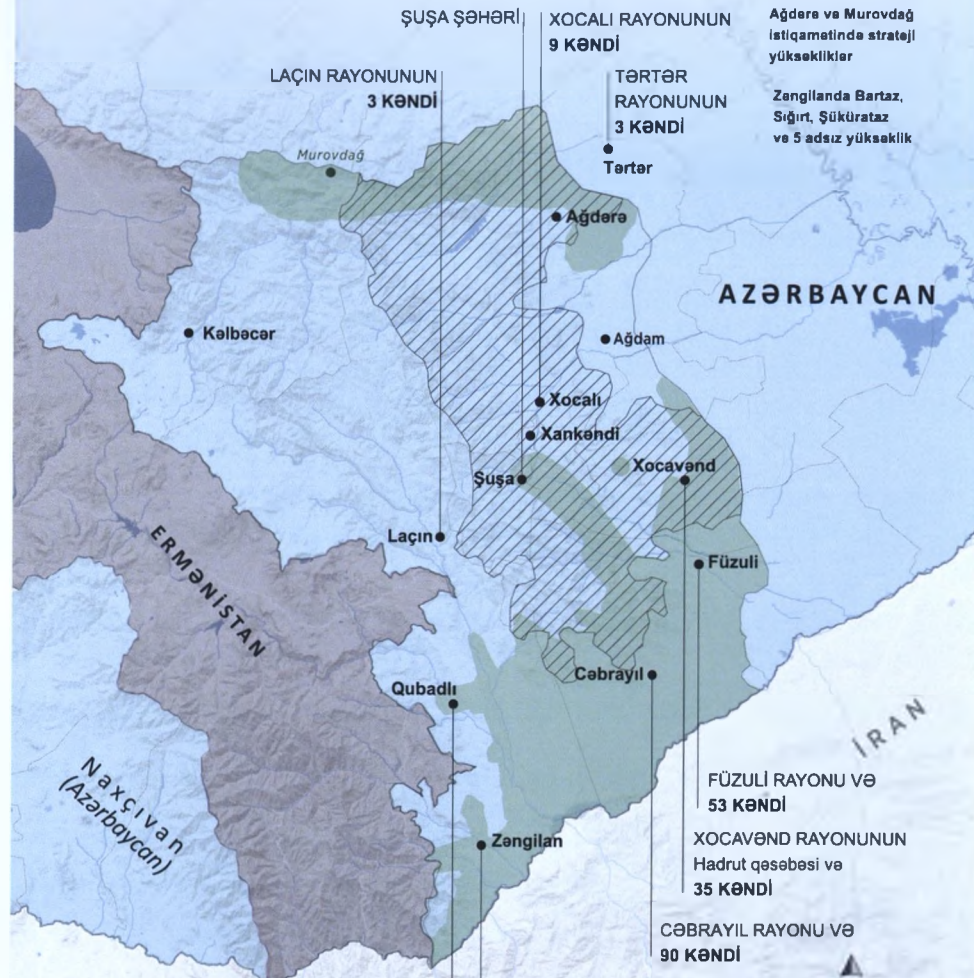 ŞUŞA ŞƏHƏRİ
XOCALI RAYONUNUN
9 KƏNDİ
Ağdərə və Murovdağ
istiqamətində strateji
yüksəkliklər
LAÇIN RAYONUNUN
3 KƏNDİ
TƏRTƏR
RAYONUNUN
3 KƏNDİ
Zəngilanda Bartaz,
Sığırt, Şükürataz
və 5 adsız yüksəklik
Murovdağ
Tərtər
Ağdərə
AZƏRBAYCAN
Kəlbəcər
Ağdam
Xocalı
Xankəndi
Xocavənd
Şuşa
Laçın
ERMƏNİSTAN
Füzuli
Cəbrayıl
Qubadlı
İRAN
Naxçıvan
(Azərbaycan)
FÜZULİ RAYONU VƏ
53 KƏNDİ
Zəngilan
XOCAVƏND RAYONUNUN
Hadrut qəsəbəsi və
35 KƏNDİ
CƏBRAYIL RAYONU VƏ
90 KƏNDİ